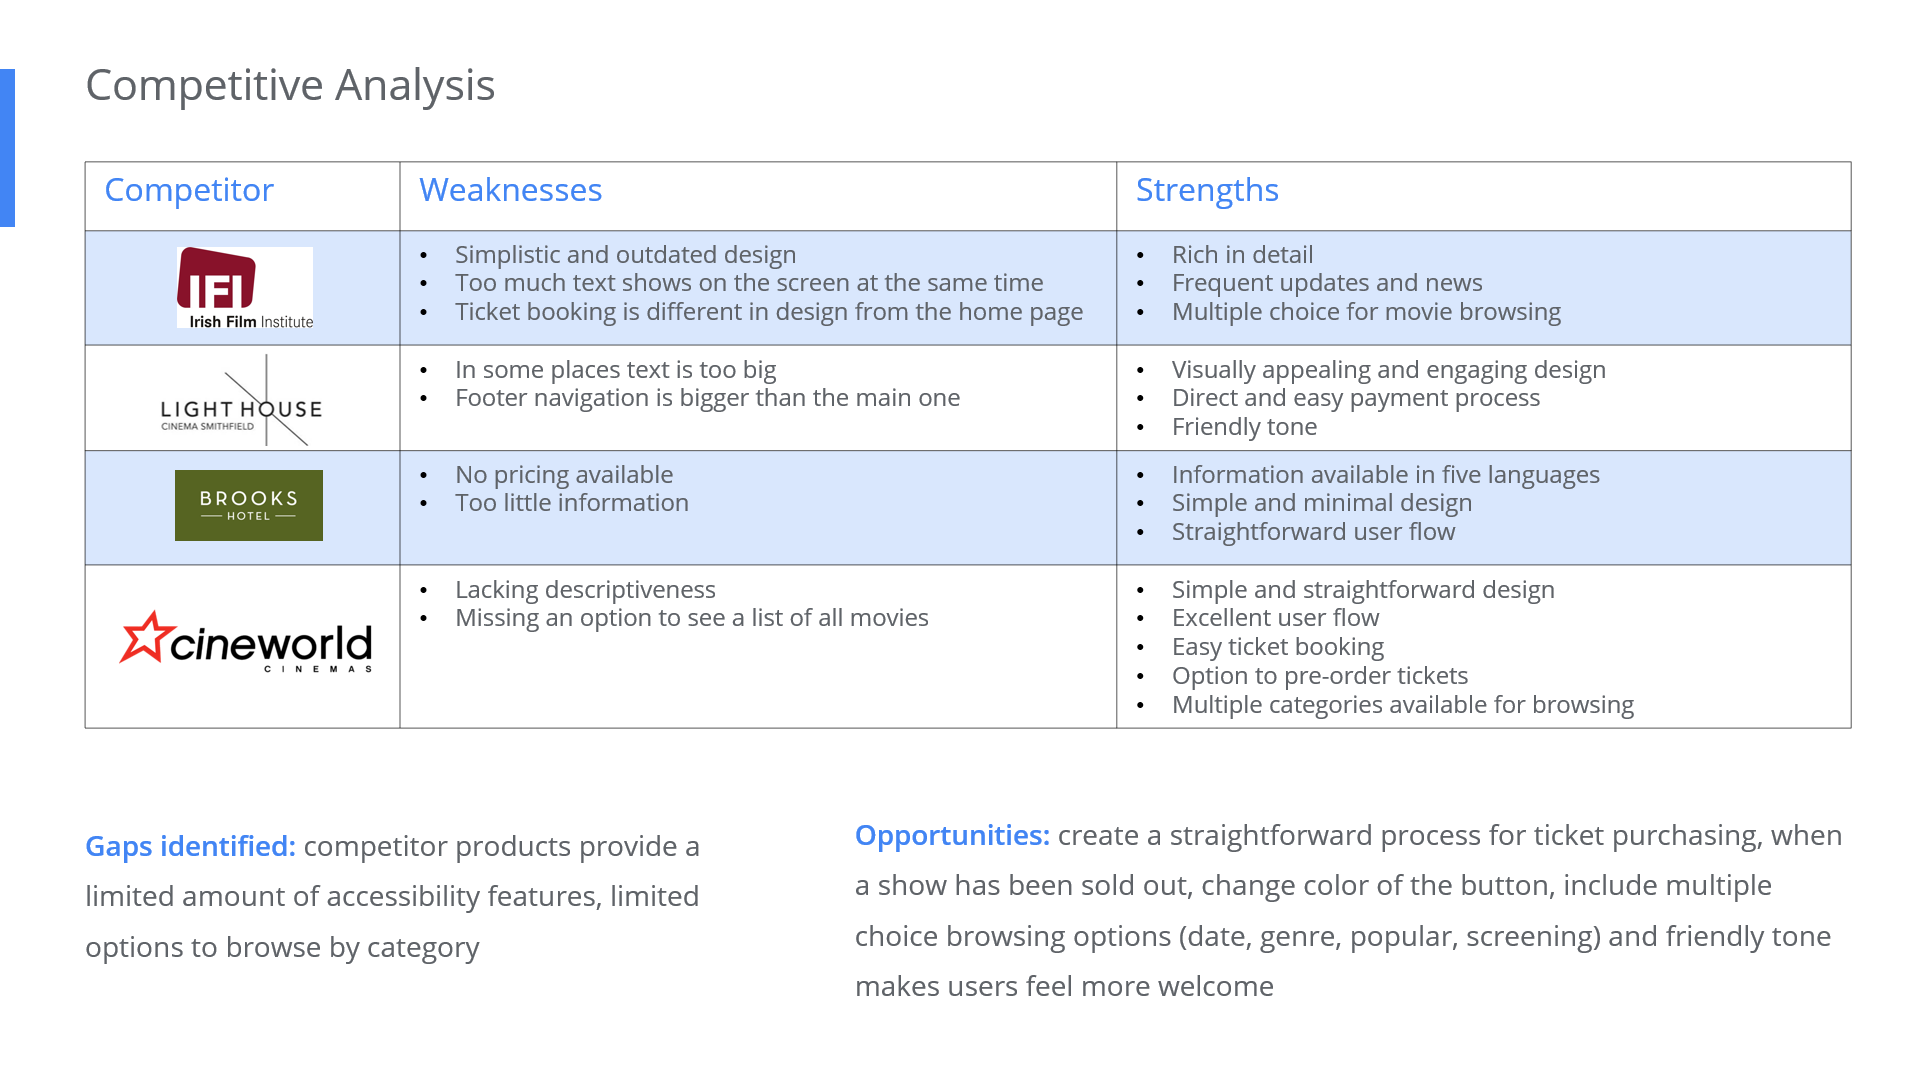 Competitive Analysis
Competitor
Weaknesses
Strengths
IFI
Irish Film Institute
• Simplistic and outdated design
• Too much text shows on the screen at the same time
• Ticket booking is different in design from the home page
• Rich in detail
• Frequent updates and news
• Multiple choice for movie browsing
LIGHT HOUSE
CINEMA SMITHFIELD
• In some places text is too big
• Footer navigation is bigger than the main one
• Visually appealing and engaging design
• Direct and easy payment process
• Friendly tone
BROOKS
HOTEL
• No pricing available
• Too little information
• Information available in five languages
• Simple and minimal design
• Straightforward user flow
cineworld
CINEMAS
• Lacking descriptiveness
• Missing an option to see a list of all movies
• Simple and straightforward design
• Excellent user flow
• Easy ticket booking
• Option to pre-order tickets
• Multiple categories available for browsing
Gaps identified: competitor products provide a
limited amount of accessibility features, limited
options to browse by category
Opportunities: create a straightforward process for ticket purchasing, when
a show has been sold out, change color of the button, include multiple
choice browsing options (date, genre, popular, screening) and friendly tone
makes users feel more welcome